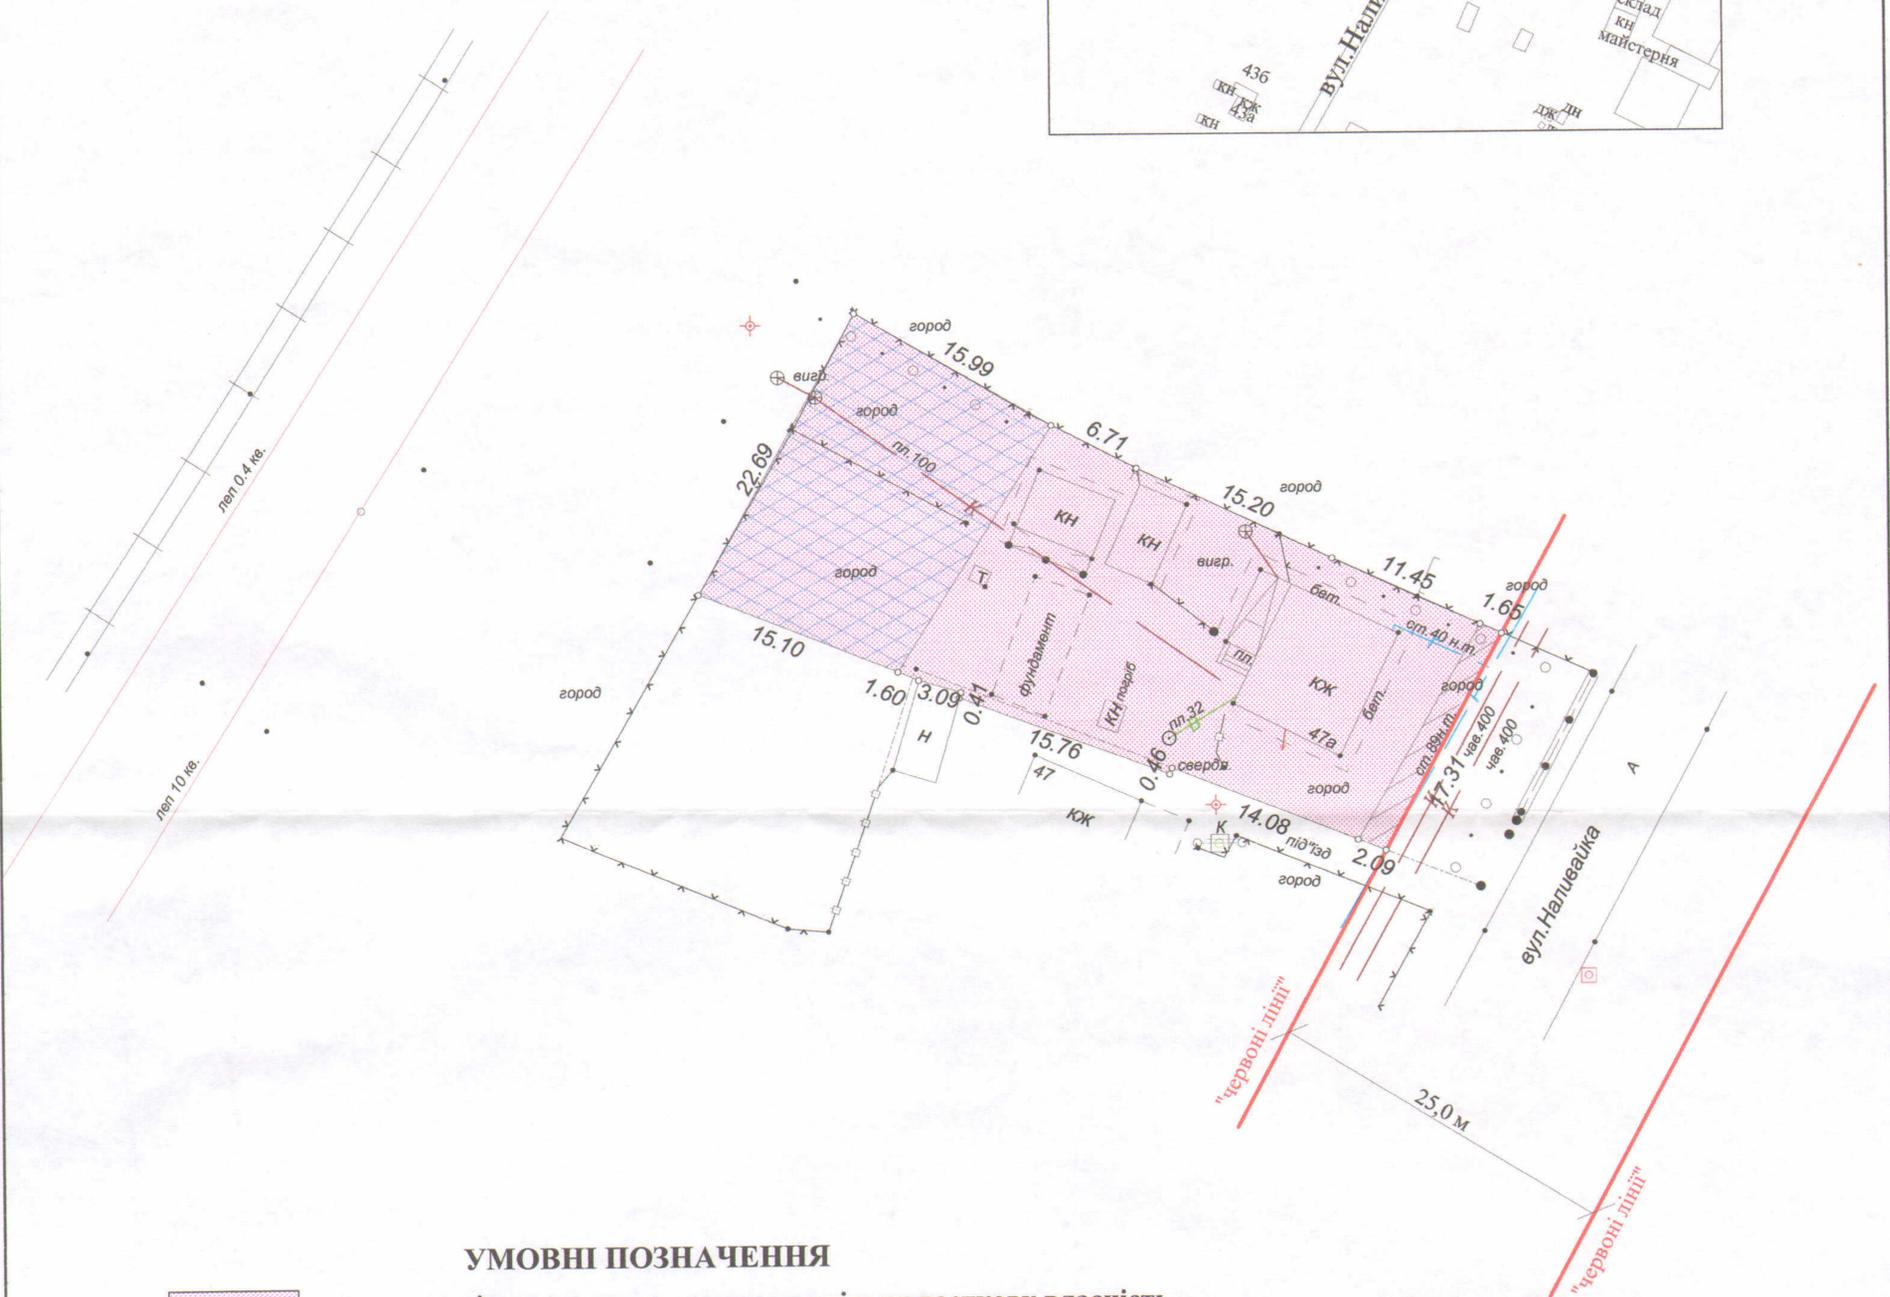 вул.Нали
склад
кн
майстерня
43б
кн
кж
43а
кн
дж
дн
город
15.99
вигр.
город
6.71
22.69
пл.100
15.20
город
КН
КН
вигр.
11.45
город
бет.
1.65
Т
город
ст.40 н.т.
15.10
фундамент
пл.
КЖ
город
бет.
1.60
3.09
0.41
КН погріб
пл.32
В
47а
ст.89н.т.
чав.400
чав.400
Н
15.76
47
0.46
свердл.
17.31
А
город
КЖ
К
14.08
під"їзд
2.09
город
вул.Наливайка
город
леп 0.4 кв.
леп 10 кв.
"червоні лінії"
25,0 м
"червоні лінії"
УМОВНІ ПОЗНАЧЕННЯ
власність